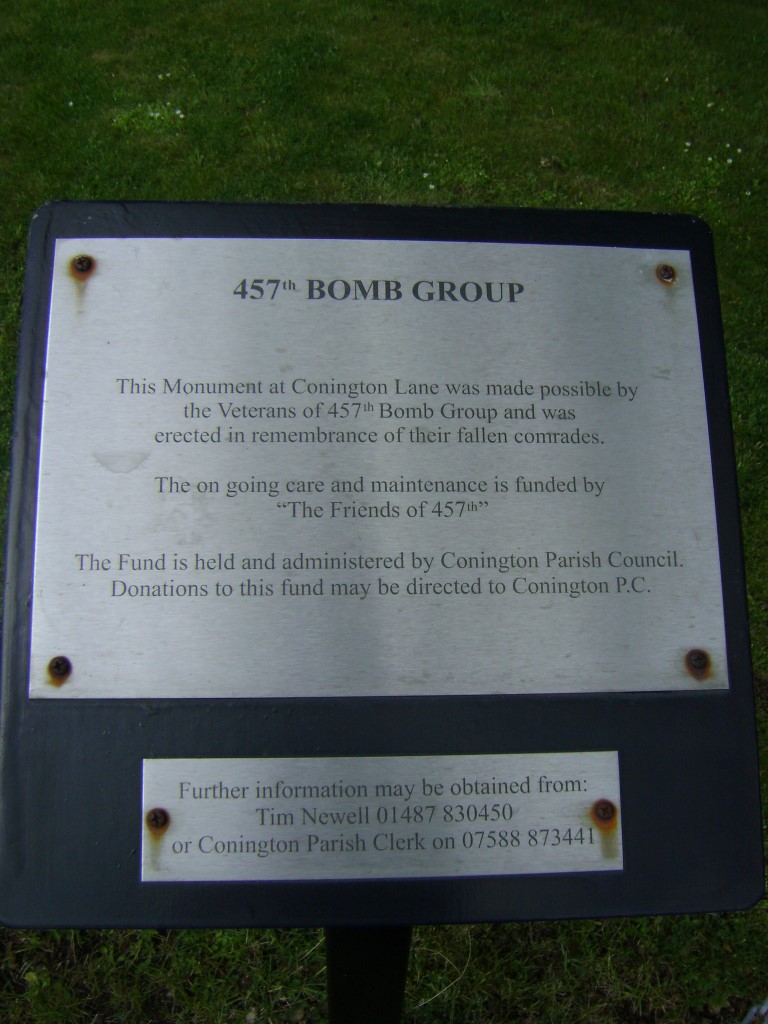 457th BOMB GROUP
This Monument at Conington Lane was made possible by
the Veterans of 457th Bomb Group and was
erected in remembrance of their fallen comrades.
The on going care and maintenance is funded by
“The Friends of 457th”
The Fund is held and administered by Conington Parish Council.
Donations to this fund may be directed to Conington P.C.
Further information may be obtained from:
Tim Newell 01487 830450
or Conington Parish Clerk on 07588 873441